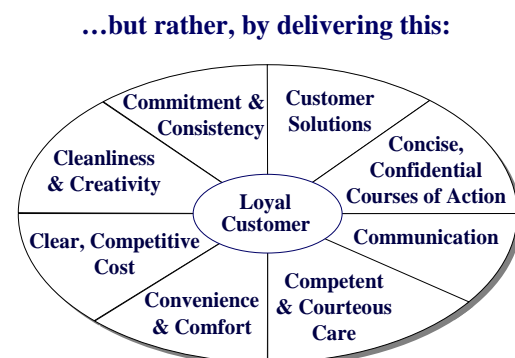 …but rather, by delivering this:
Commitment &
Consistency
Customer
Solutions
Concise,
Confidential
Courses of Action
Communication
Competent
& Courteous
Care
Convenience
& Comfort
Clear, Competitive
Cost
Cleanliness
& Creativity
Loyal
Customer